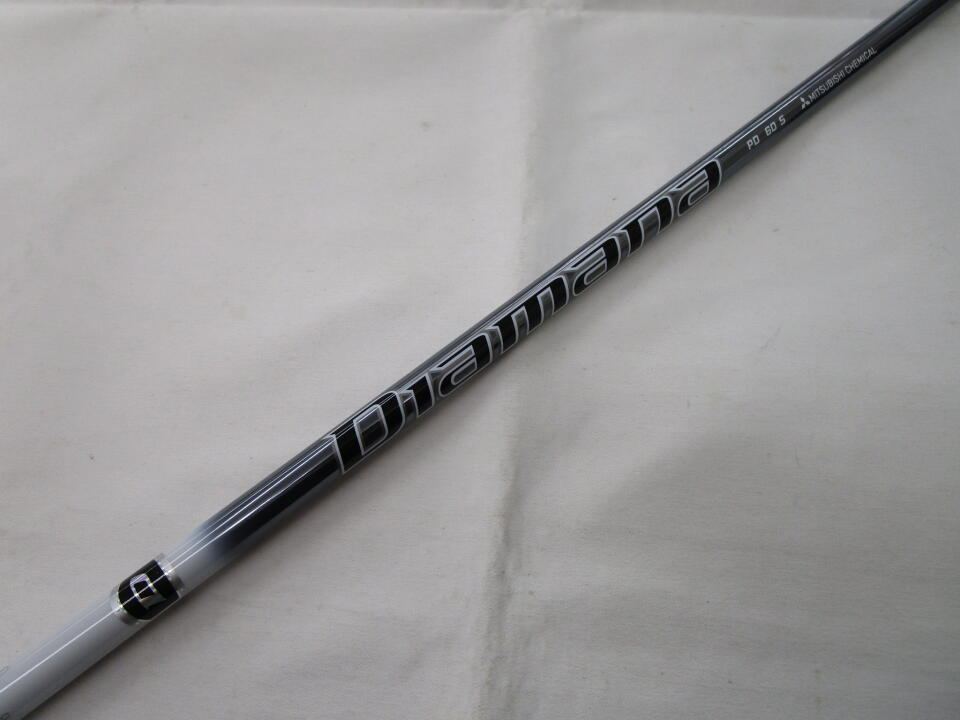 Diamana
PD 60 S
MITSUBISHI CHEMICAL
D